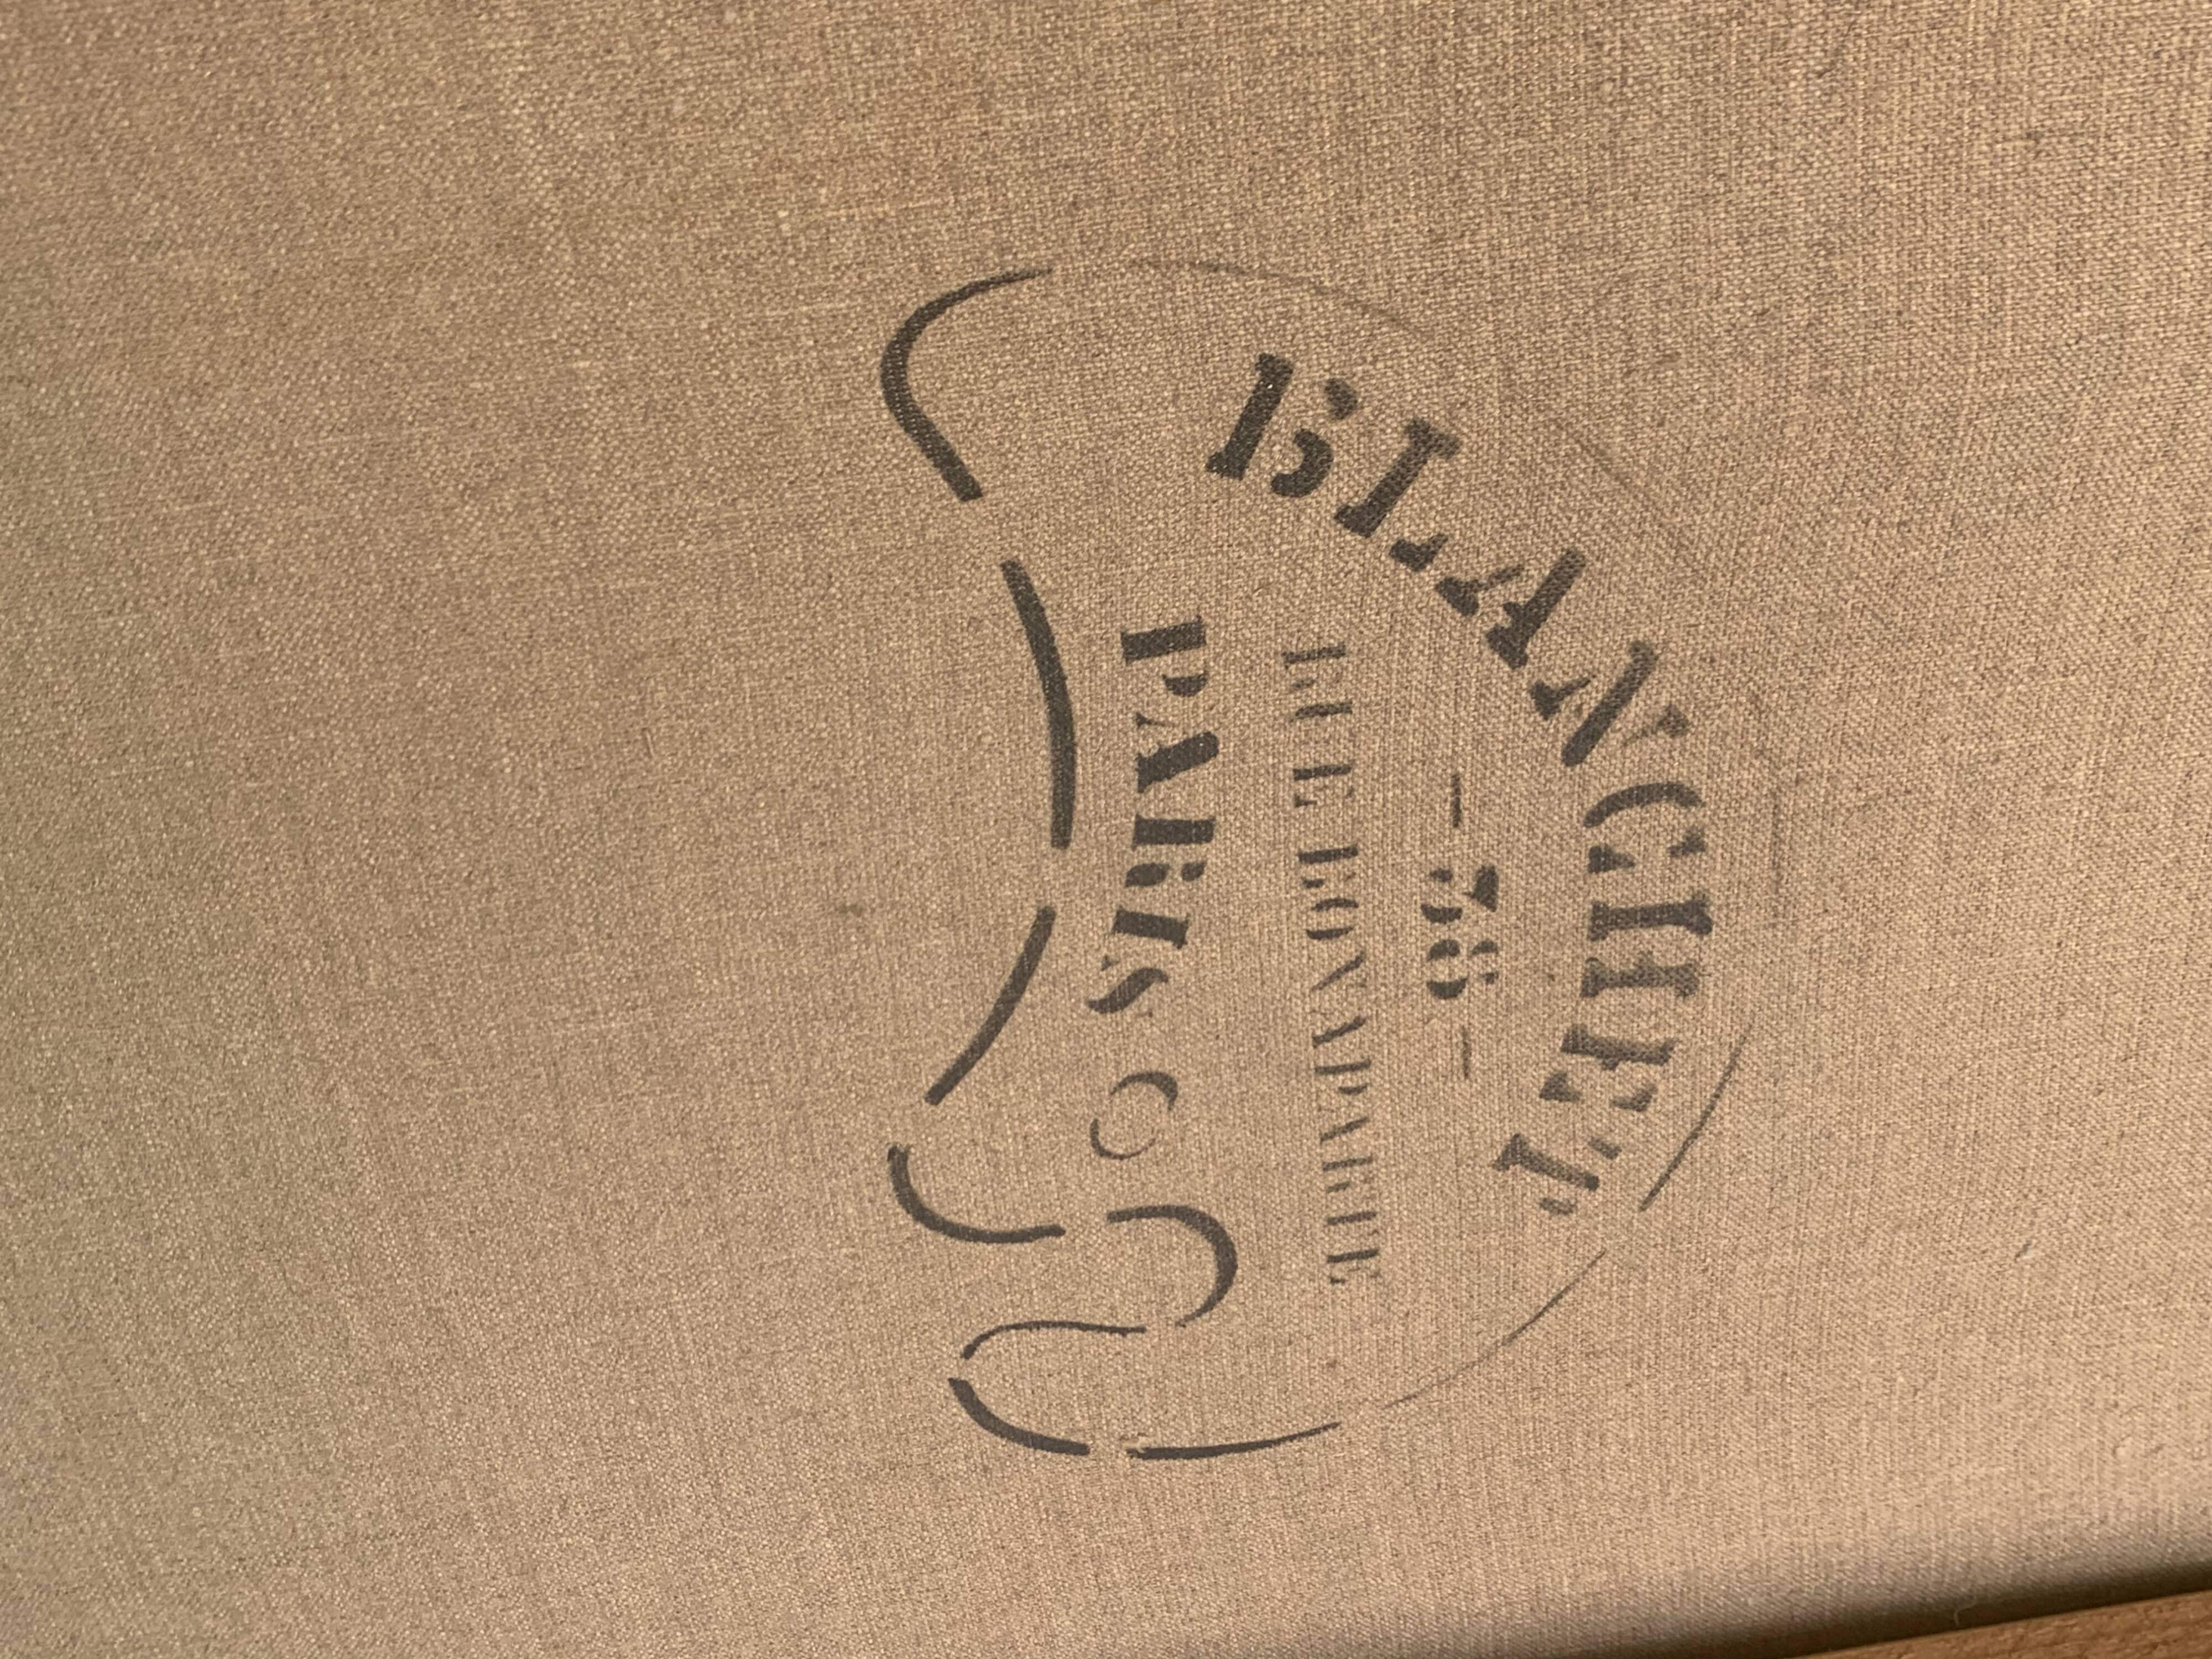 BLANCHET
- 38 -
RUE BONAPARTE
PARIS